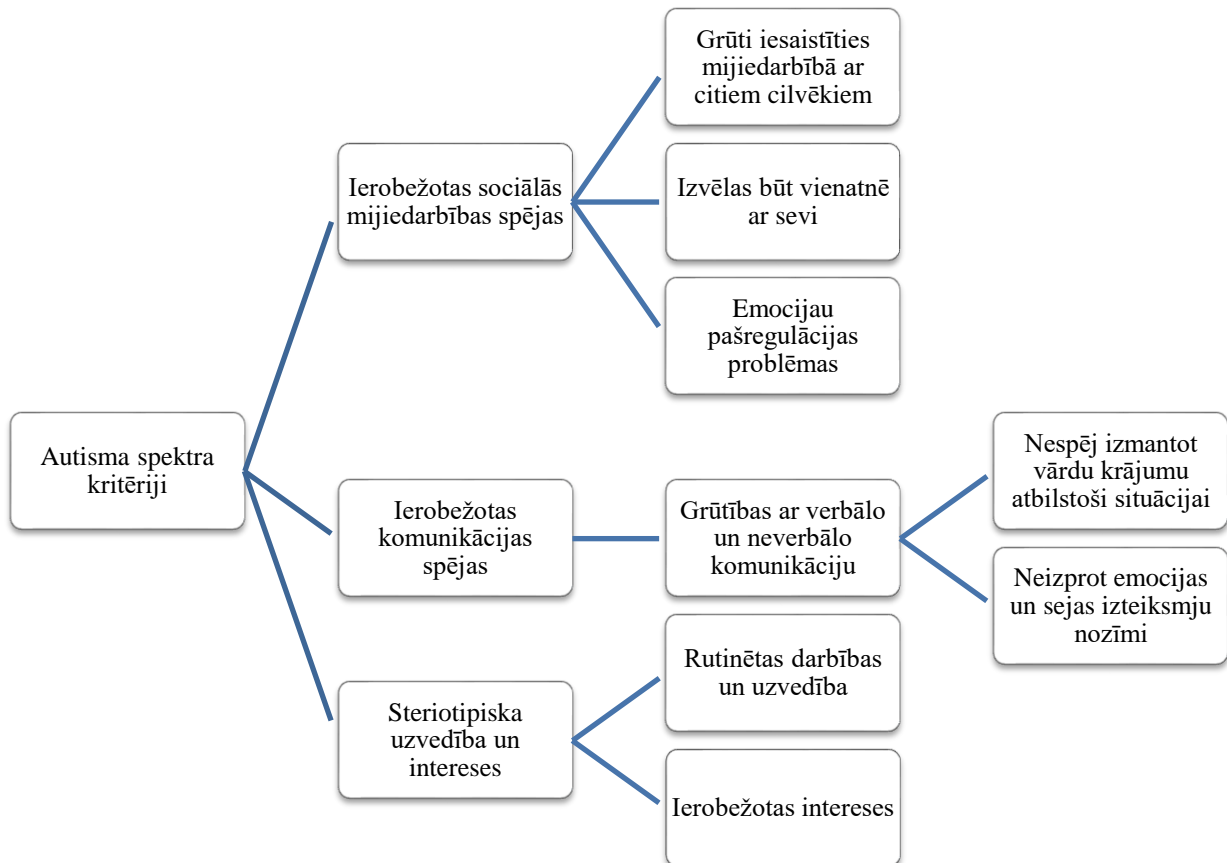 Autisma spektra
kritēriji
Ierobežotas sociālās
mijiedarbības spējas
Grūti iesaistīties
mijiedarbībā ar
citiem cilvēkiem
Izvēlas būt vienatnē
ar sevi
Emocijau
pašregulācijas
problēmas
Ierobežotas
komunikācijas
spējas
Grūtības ar verbālo
un neverbālo
komunikāciju
Nespēj izmantot
vārdu krājumu
atbilstoši situācijai
Neizprot emocijas
un sejas izteiksmju
nozīmi
Steriotipiska
uzvedība un
intereses
Rutinētas darbības
un uzvedība
Ierobežotas intereses